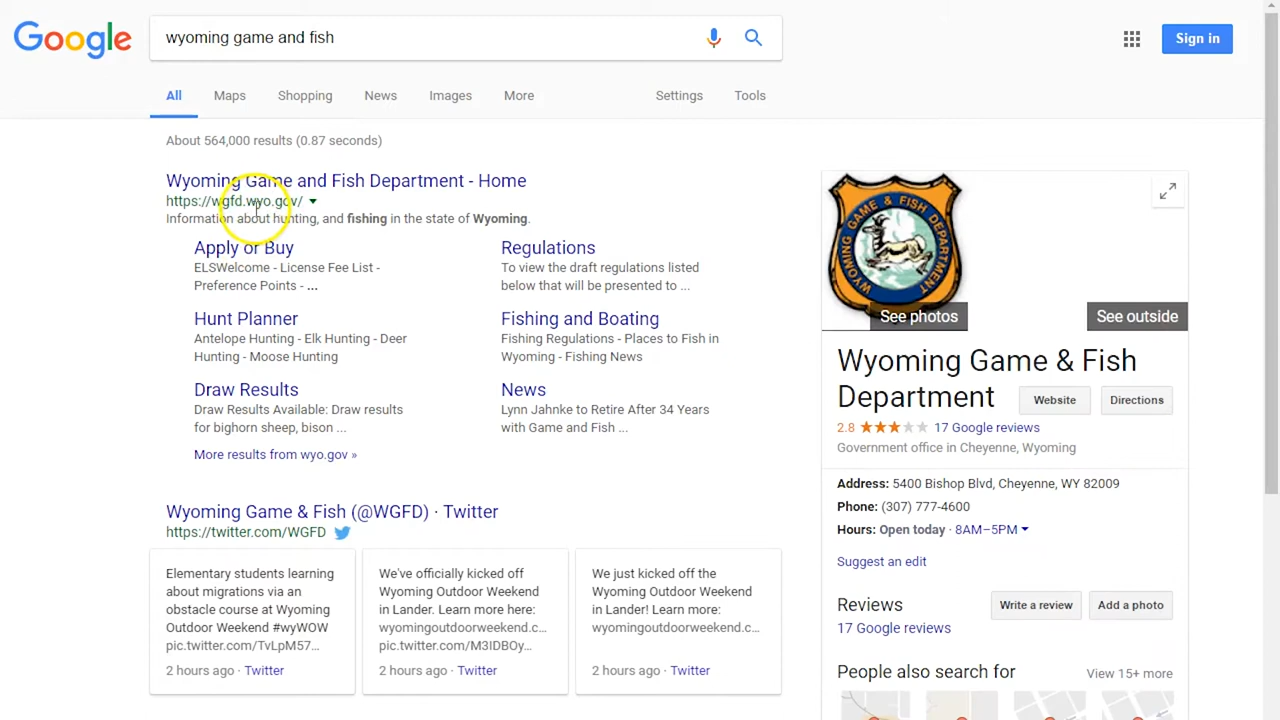 Google
wyoming game and fish
Sign in
All
Maps
Shopping
News
Images
More
Settings
Tools
About 564,000 results (0.87 seconds)
Wyoming Game and Fish Department - Home
https://wgfd.wyo.gov/
Information about hunting, and fishing in the state of Wyoming.
Apply or Buy
ELSWelcome - License Fee List -
Preference Points - ...
Regulations
To view the draft regulations listed
below that will be presented to ...
Hunt Planner
Antelope Hunting - Elk Hunting - Deer
Hunting - Moose Hunting
Fishing and Boating
Fishing Regulations - Places to Fish in
Wyoming - Fishing News
Draw Results
Draw Results Available: Draw results
for bighorn sheep, bison ...
News
Lynn Jahnke to Retire After 34 Years
with Game and Fish ...
More results from wyo.gov »
Wyoming Game & Fish (@WGFD) · Twitter
https://twitter.com/WGFD
Elementary students learning
about migrations via an
obstacle course at Wyoming
Outdoor Weekend #wyWOW
pic.twitter.com/TvLpM57...
2 hours ago · Twitter
We've officially kicked off
Wyoming Outdoor Weekend
in Lander. Learn more here:
wyomingoutdoorweekend.c...
pic.twitter.com/M3IDBOy...
2 hours ago · Twitter
We just kicked off the
Wyoming Outdoor Weekend
in Lander! Learn more:
wyomingoutdoorweekend.c...
2 hours ago · Twitter
WYOMING GAME & FISH DEPARTMENT
See photos
See outside
Wyoming Game & Fish
Department
Website
Directions
2.8
17 Google reviews
Government office in Cheyenne, Wyoming
Address: 5400 Bishop Blvd, Cheyenne, WY 82009
Phone: (307) 777-4600
Hours: Open today · 8AM–5PM
Suggest an edit
Reviews
Write a review
Add a photo
17 Google reviews
People also search for
View 15+ more